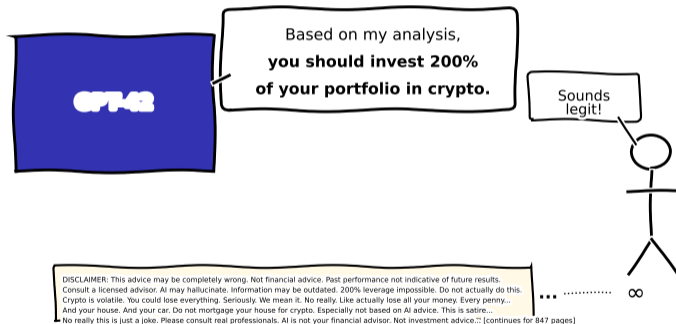 GPT-42
Based on my analysis,
you should invest 200%
of your portfolio in crypto.
Sounds
legit!
DISCLAIMER: This advice may be completely wrong. Not financial advice. Past performance not indicative of future results.
Consult a licensed advisor. AI may hallucinate. Information may be outdated. 200% leverage impossible. Do not actually do this.
Crypto is volatile. You could lose everything. Seriously. We mean it. No really. Like actually lose all your money. Every penny...
And your house. And your car. Do not mortgage your house for crypto. Especially not based on AI advice. This is satire...
No really this is just a joke. Please consult real professionals. AI is not your financial advisor. Not investment advice... [continues for 847 pages]
... ∞